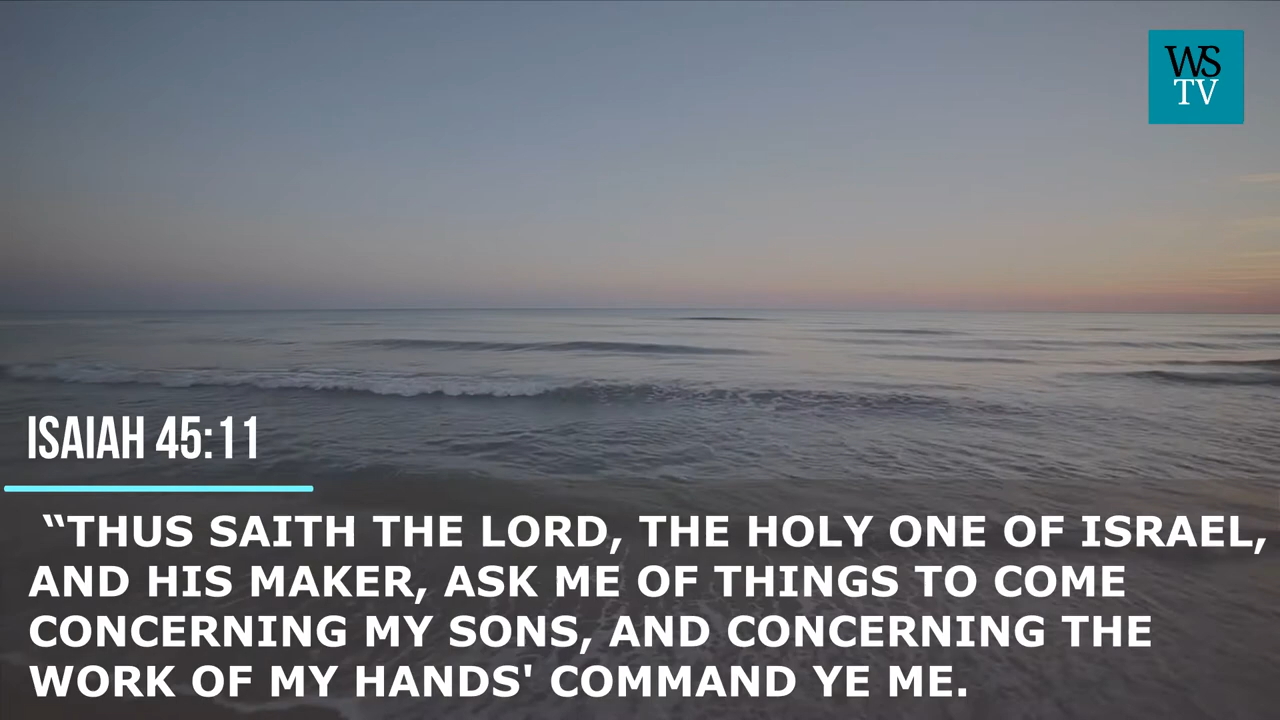 WS
TV
ISAIAH 45:11
“THUS SAITH THE LORD, THE HOLY ONE OF ISRAEL,
AND HIS MAKER, ASK ME OF THINGS TO COME
CONCERNING MY SONS, AND CONCERNING THE
WORK OF MY HANDS' COMMAND YE ME.